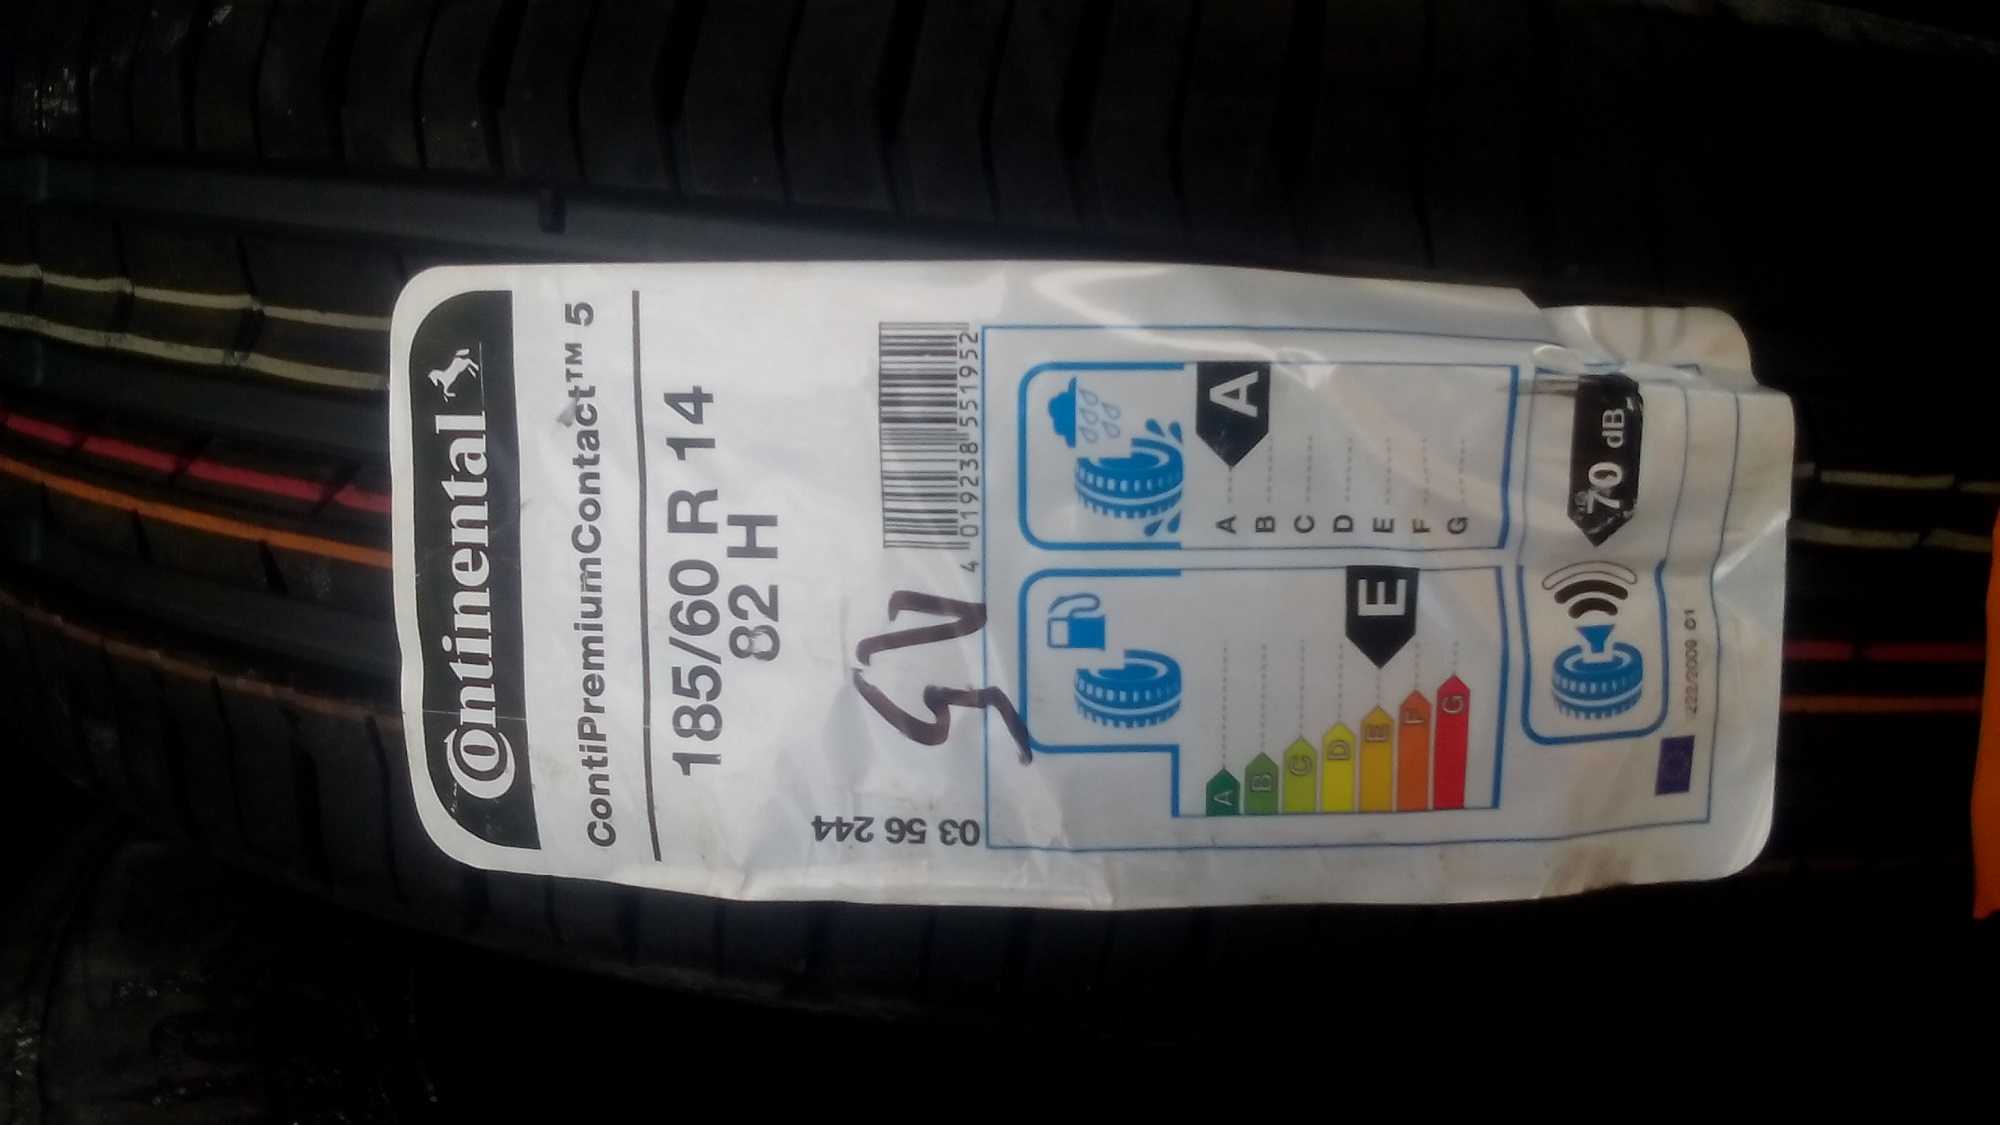 Continental
ContiPremiumContact™ 5
185/60 R 14
82 H
4 019238 551952
03 56 244
A
B
C
D
E
F
G
E
A
B
C
D
E
F
G
A
70 dB
1222/2009 C1